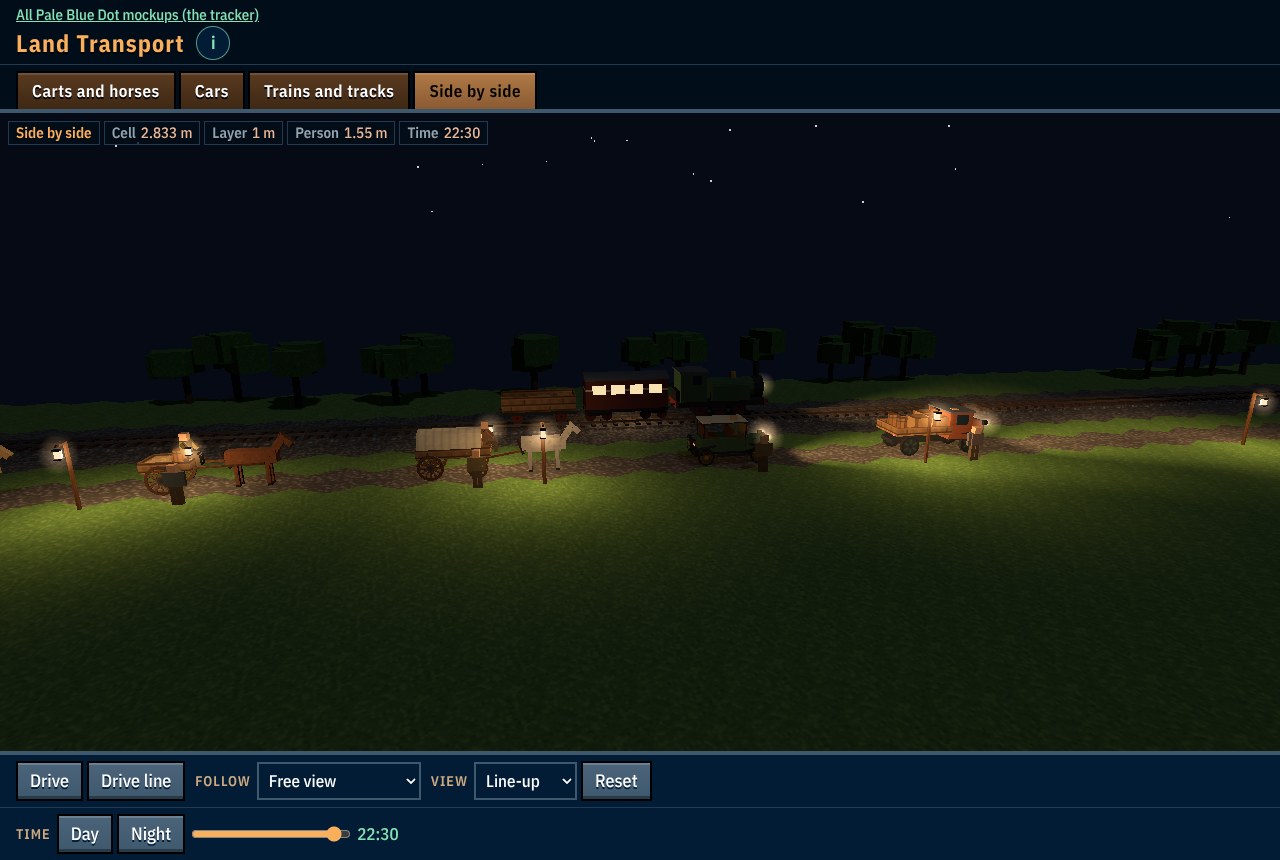 All Pale Blue Dot mockups (the tracker)
Land Transport i
Carts and horses Cars Trains and tracks Side by side
Side by side Cell 2.833 m Layer 1 m Person 1.55 m Time 22:30
Drive Drive line FOLLOW Free view VIEW Line-up Reset
TIME Day Night 22:30